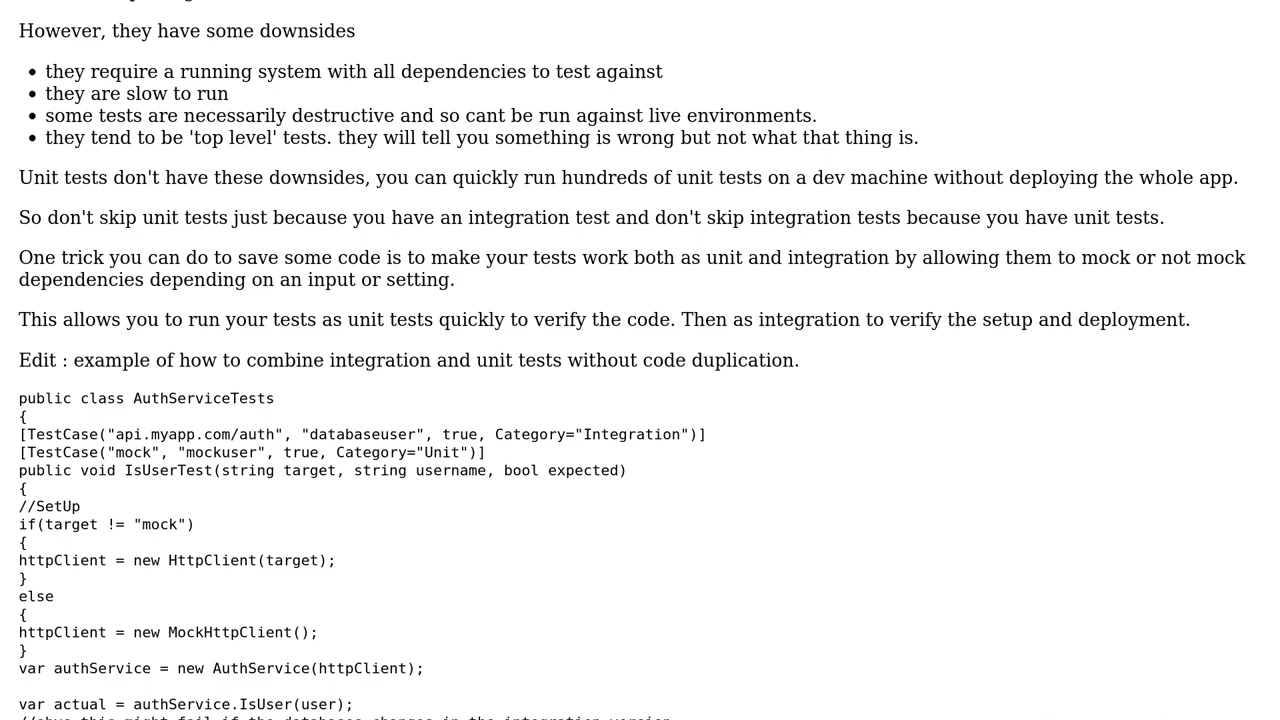 However, they have some downsides
they require a running system with all dependencies to test against
they are slow to run
some tests are necessarily destructive and so cant be run against live environments.
they tend to be 'top level' tests. they will tell you something is wrong but not what that thing is.
Unit tests don't have these downsides, you can quickly run hundreds of unit tests on a dev machine without deploying the whole app.
So don't skip unit tests just because you have an integration test and don't skip integration tests because you have unit tests.
One trick you can do to save some code is to make your tests work both as unit and integration by allowing them to mock or not mock
dependencies depending on an input or setting.
This allows you to run your tests as unit tests quickly to verify the code. Then as integration to verify the setup and deployment.
Edit : example of how to combine integration and unit tests without code duplication.
public class AuthServiceTests
{
[TestCase("api.myapp.com/auth", "databaseuser", true, Category="Integration")]
[TestCase("mock", "mockuser", true, Category="Unit")]
public void IsUserTest(string target, string username, bool expected)
{
//SetUp
if(target != "mock")
{
httpClient = new HttpClient(target);
}
else
{
httpClient = new MockHttpClient();
}
var authService = new AuthService(httpClient);
var actual = authService.IsUser(user);